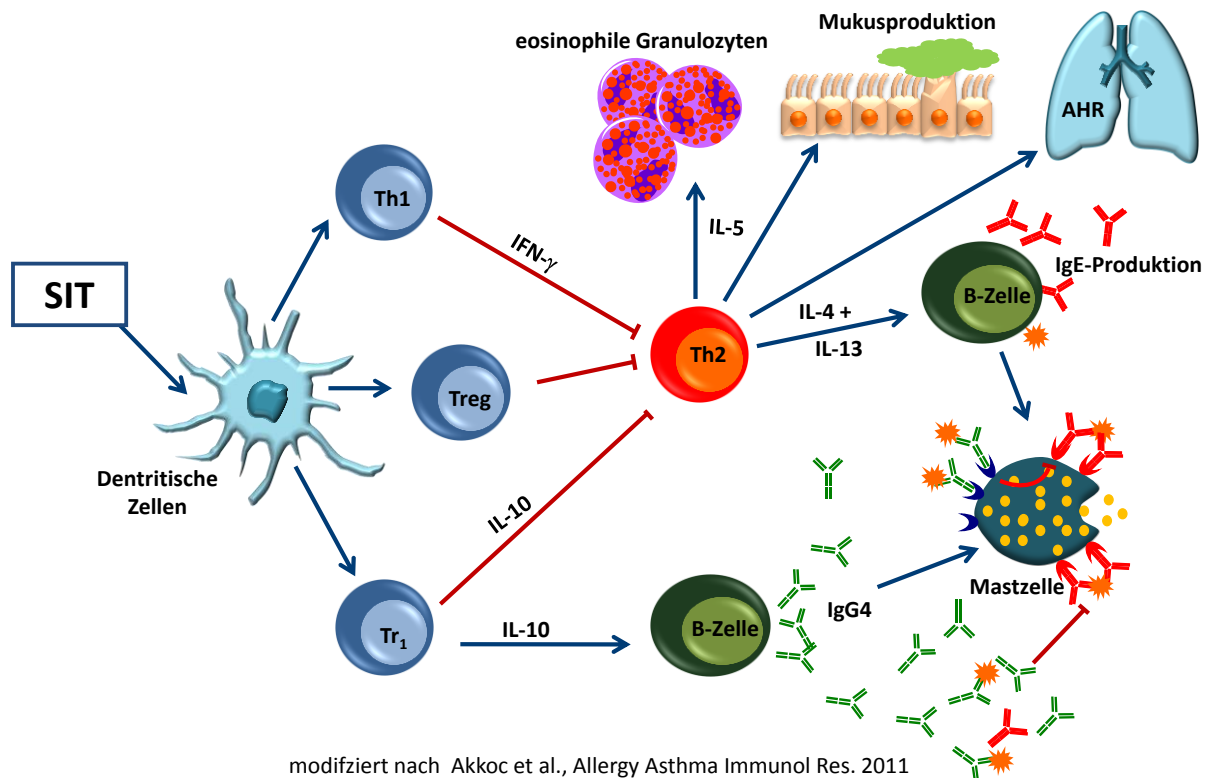 eosinophile Granulozyten
Mukusproduktion
AHR
Th1
IFN-γ
IL-5
SIT
B-Zelle
IgE-Produktion
IL-4 +
IL-13
Th2
Treg
Dentritische
Zellen
IL-10
Tr₁
IL-10
B-Zelle
IgG4
Mastzelle
modifziert nach Akkoc et al., Allergy Asthma Immunol Res. 2011